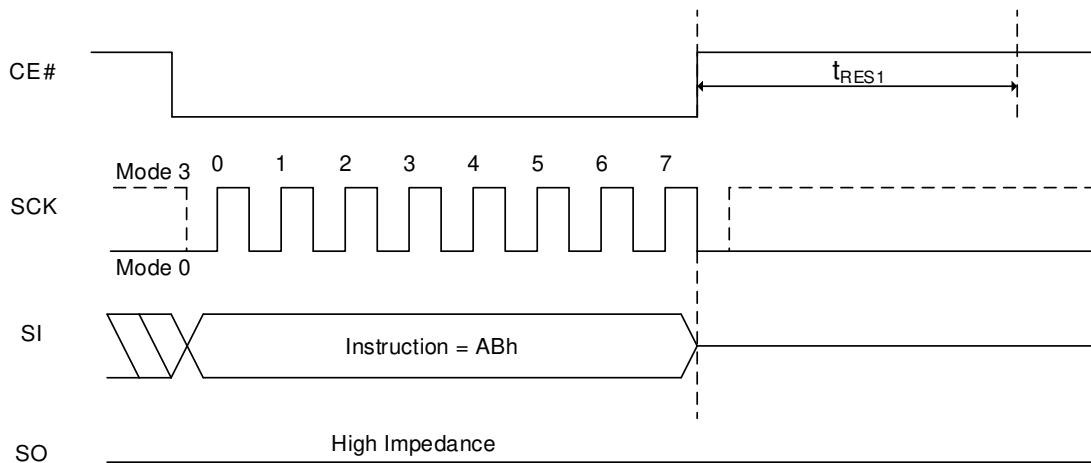 CE#
tRES1
Mode 3 0 1 2 3 4 5 6 7
SCK
Mode 0
SI
Instruction = ABh
High Impedance
SO